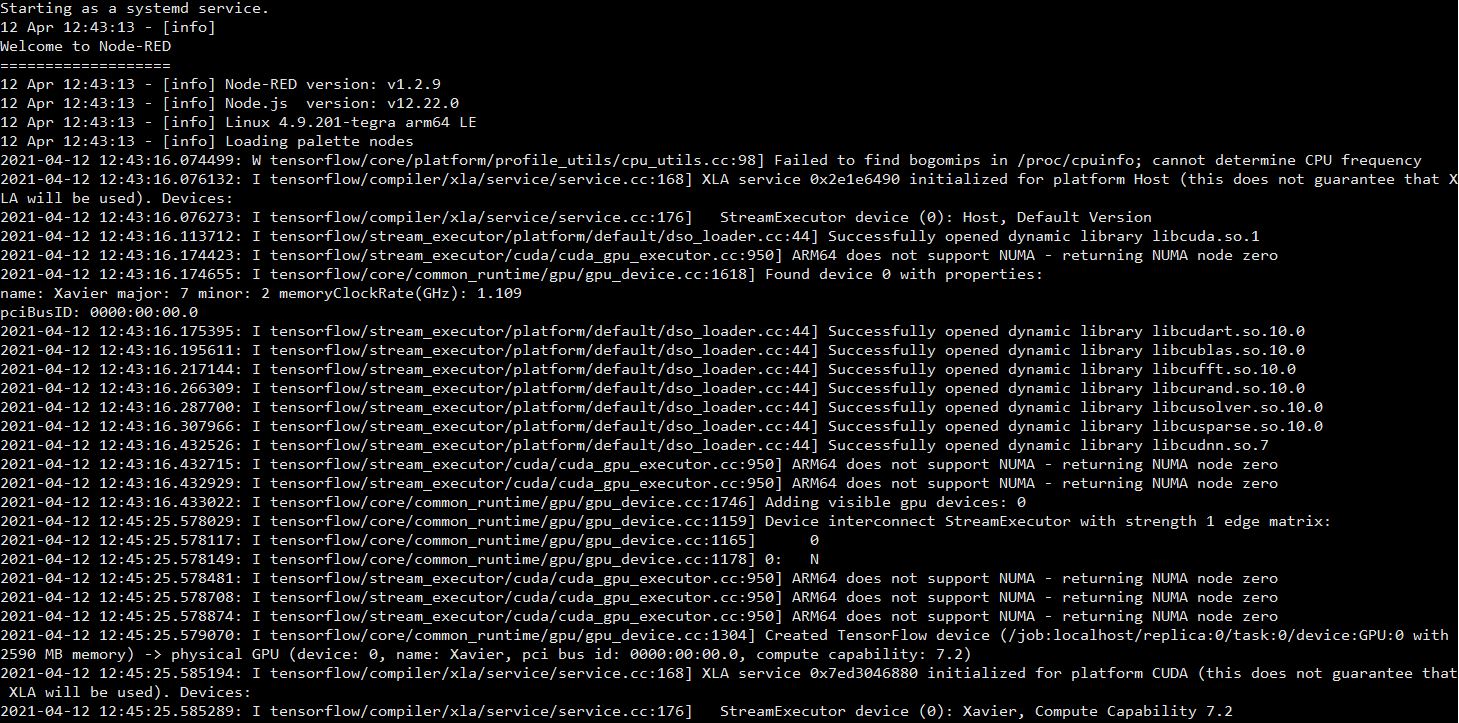 Starting as a systemd service.
12 Apr 12:43:13 - [info]
Welcome to Node-RED
===================
12 Apr 12:43:13 - [info] Node-RED version: v1.2.9
12 Apr 12:43:13 - [info] Node.js  version: v12.22.0
12 Apr 12:43:13 - [info] Linux 4.9.201-tegra arm64 LE
12 Apr 12:43:13 - [info] Loading palette nodes
2021-04-12 12:43:16.074499: W tensorflow/core/platform/profile_utils/cpu_utils.cc:98] Failed to find bogomips in /proc/cpuinfo; cannot determine CPU frequency
2021-04-12 12:43:16.076132: I tensorflow/compiler/xla/service/service.cc:168] XLA service 0x2e1e6490 initialized for platform Host (this does not guarantee that X
LA will be used). Devices:
2021-04-12 12:43:16.076273: I tensorflow/compiler/xla/service/service.cc:176]   StreamExecutor device (0): Host, Default Version
2021-04-12 12:43:16.113712: I tensorflow/stream_executor/platform/default/dso_loader.cc:44] Successfully opened dynamic library libcuda.so.1
2021-04-12 12:43:16.174423: I tensorflow/stream_executor/cuda/cuda_gpu_executor.cc:950] ARM64 does not support NUMA - returning NUMA node zero
2021-04-12 12:43:16.174655: I tensorflow/core/common_runtime/gpu/gpu_device.cc:1618] Found device 0 with properties:
name: Xavier major: 7 minor: 2 memoryClockRate(GHz): 1.109
pciBusID: 0000:00:00.0
2021-04-12 12:43:16.175395: I tensorflow/stream_executor/platform/default/dso_loader.cc:44] Successfully opened dynamic library libcudart.so.10.0
2021-04-12 12:43:16.195611: I tensorflow/stream_executor/platform/default/dso_loader.cc:44] Successfully opened dynamic library libcublas.so.10.0
2021-04-12 12:43:16.217144: I tensorflow/stream_executor/platform/default/dso_loader.cc:44] Successfully opened dynamic library libcufft.so.10.0
2021-04-12 12:43:16.266309: I tensorflow/stream_executor/platform/default/dso_loader.cc:44] Successfully opened dynamic library libcurand.so.10.0
2021-04-12 12:43:16.287700: I tensorflow/stream_executor/platform/default/dso_loader.cc:44] Successfully opened dynamic library libcusolver.so.10.0
2021-04-12 12:43:16.307966: I tensorflow/stream_executor/platform/default/dso_loader.cc:44] Successfully opened dynamic library libcusparse.so.10.0
2021-04-12 12:43:16.432526: I tensorflow/stream_executor/platform/default/dso_loader.cc:44] Successfully opened dynamic library libcudnn.so.7
2021-04-12 12:43:16.432715: I tensorflow/stream_executor/cuda/cuda_gpu_executor.cc:950] ARM64 does not support NUMA - returning NUMA node zero
2021-04-12 12:43:16.432929: I tensorflow/stream_executor/cuda/cuda_gpu_executor.cc:950] ARM64 does not support NUMA - returning NUMA node zero
2021-04-12 12:43:16.433022: I tensorflow/core/common_runtime/gpu/gpu_device.cc:1746] Adding visible gpu devices: 0
2021-04-12 12:45:25.578029: I tensorflow/core/common_runtime/gpu/gpu_device.cc:1159] Device interconnect StreamExecutor with strength 1 edge matrix:
2021-04-12 12:45:25.578117: I tensorflow/core/common_runtime/gpu/gpu_device.cc:1165]      0
2021-04-12 12:45:25.578149: I tensorflow/core/common_runtime/gpu/gpu_device.cc:1178] 0:   N
2021-04-12 12:45:25.578481: I tensorflow/stream_executor/cuda/cuda_gpu_executor.cc:950] ARM64 does not support NUMA - returning NUMA node zero
2021-04-12 12:45:25.578708: I tensorflow/stream_executor/cuda/cuda_gpu_executor.cc:950] ARM64 does not support NUMA - returning NUMA node zero
2021-04-12 12:45:25.578874: I tensorflow/stream_executor/cuda/cuda_gpu_executor.cc:950] ARM64 does not support NUMA - returning NUMA node zero
2021-04-12 12:45:25.579070: I tensorflow/core/common_runtime/gpu/gpu_device.cc:1304] Created TensorFlow device (/job:localhost/replica:0/task:0/device:GPU:0 with
2590 MB memory) -> physical GPU (device: 0, name: Xavier, pci bus id: 0000:00:00.0, compute capability: 7.2)
2021-04-12 12:45:25.585194: I tensorflow/compiler/xla/service/service.cc:168] XLA service 0x7ed3046880 initialized for platform CUDA (this does not guarantee that
 XLA will be used). Devices:
2021-04-12 12:45:25.585289: I tensorflow/compiler/xla/service/service.cc:176]   StreamExecutor device (0): Xavier, Compute Capability 7.2